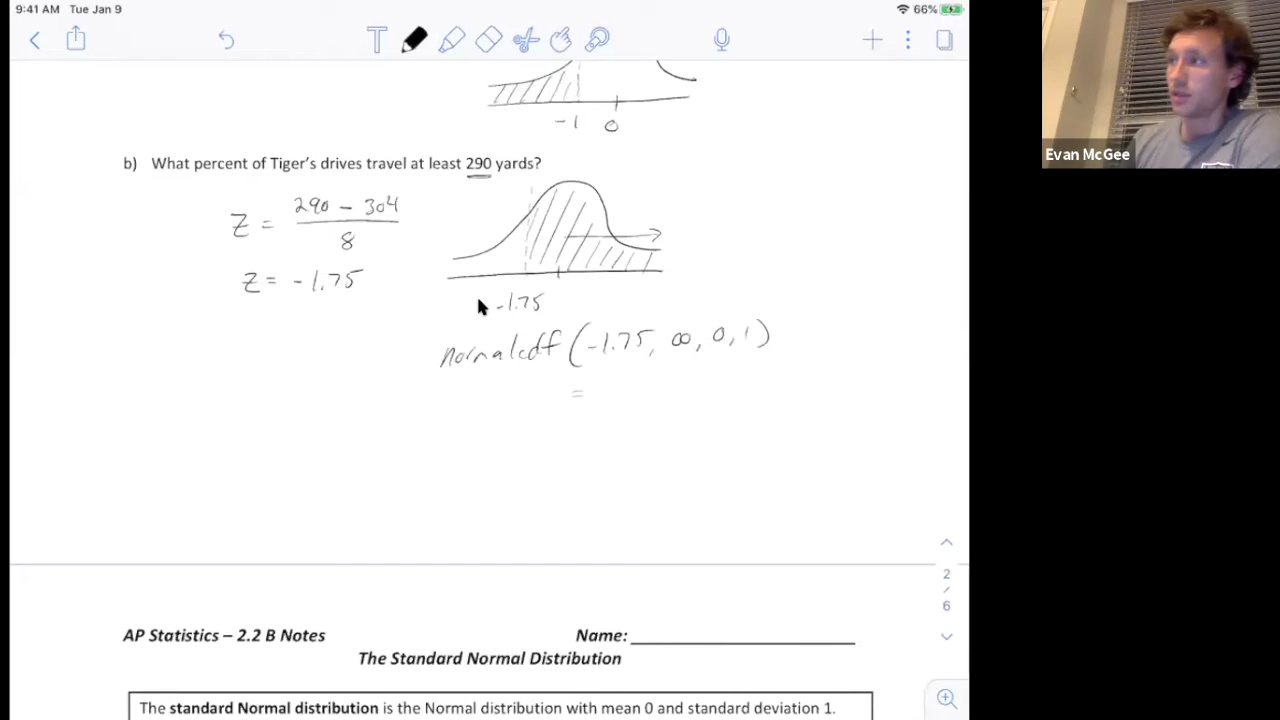 9:41 AM Tue Jan 9
66%
T
Evan McGee
-1 0
b) What percent of Tiger's drives travel at least 290 yards?
Z = 290 - 304
8
Z = -1.75
-1.75
normalcdf (-1.75, ∞, 0, 1)
=
2
/
6
AP Statistics – 2.2 B Notes Name: ____________________
The Standard Normal Distribution
The standard Normal distribution is the Normal distribution with mean 0 and standard deviation 1.